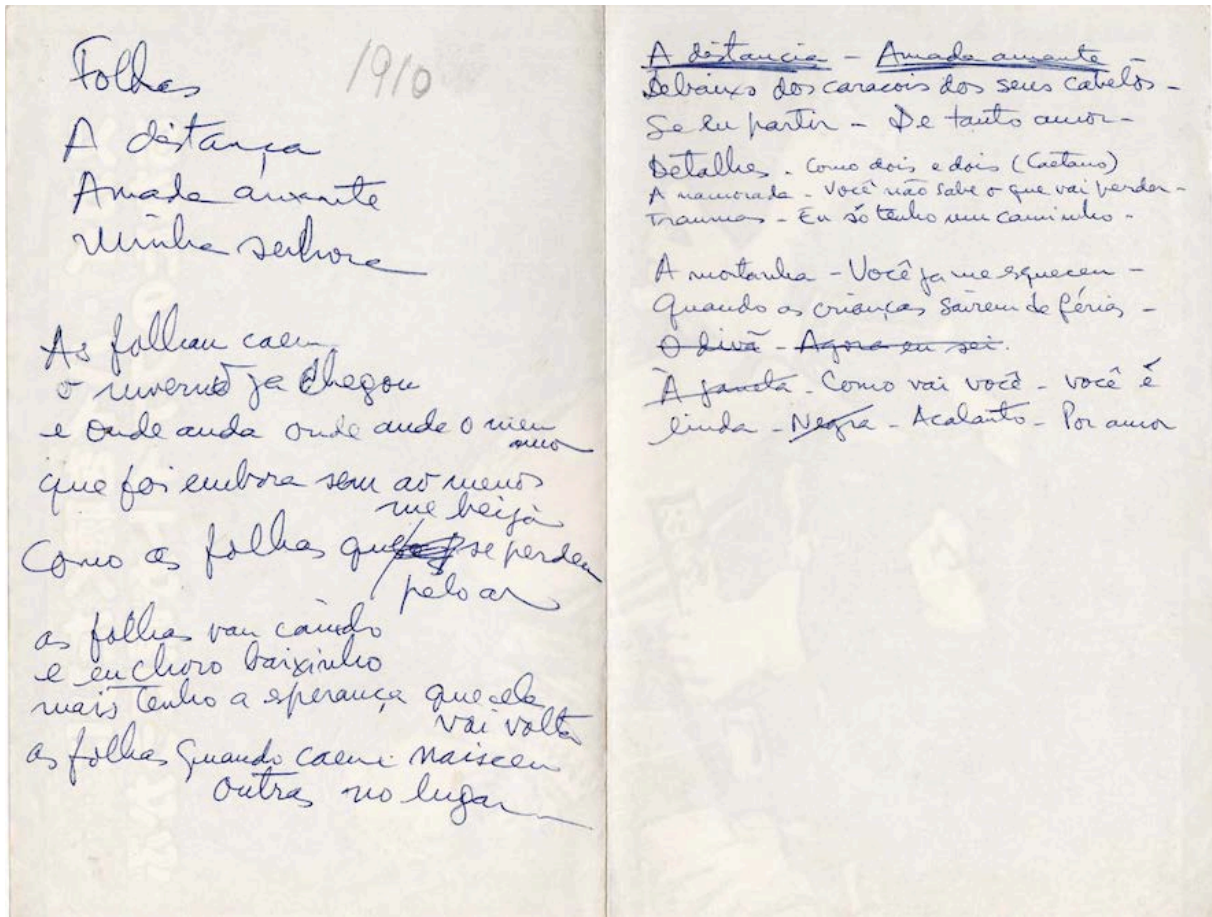 Folhas
1910
A distança
Amada amante
Minha senhora
As folhan caem
o inverno ja chegou
e onde anda onde ande o meu
amor
que foi embora sem ao menos
me beijá
Como as folhas que se perdem
pelo ar
as folhas van caindo
e eu choro baixinho
mais tenho a esperança que ela
vai voltá
as folhas quando caem naiscem
outras no lugar
A distancia - Amada amante -
Debaixo dos caracois dos seus cabelos -
Se eu partir - De tanto amor -
Detalhes - Como dois e dois (Caetano)
A namorada - Você não sabe o que vai perder -
Traumas - Eu só tenho um caminho -
A montanha - Você ja me esqueceu -
Quando as crianças sairem de férias -
O divã - Agora eu sei.
À janela - Como vai você - você é
linda - Negra - Acalanto - Por amor